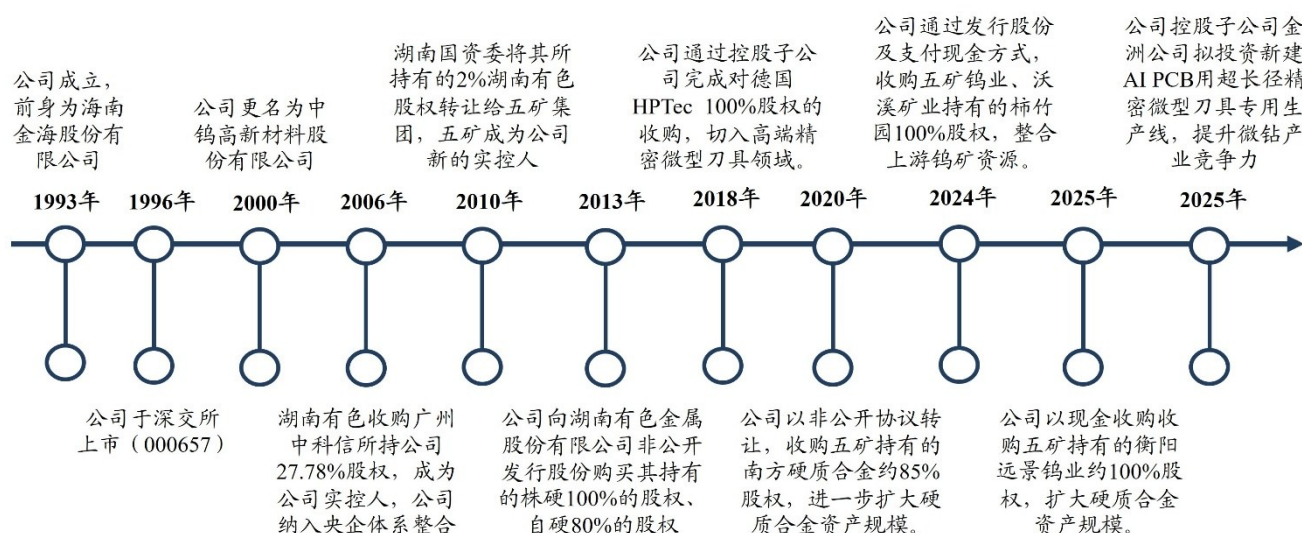 公司成立，
前身为海南
金海股份有
限公司
公司更名为中
钨高新材料股
份有限公司
湖南国资委将其所
持有的2%湖南有色
股权转让给五矿集
团，五矿成为公司
新的实控人
公司通过控股子公
司完成对德国
HPTec 100%股权的
收购，切入高端精
密微型刀具领域。
公司通过发行股份
及支付现金方式，
收购五矿钨业、沃
溪矿业持有的柿竹
园100%股权，整合
上游钨矿资源。
公司控股子公司金
洲公司拟投资新建
AI PCB用超长径精
密微型刀具专用生
产线，提升微钻产
业竞争力
1993年 1996年 2000年 2006年 2010年 2013年 2018年 2020年 2024年 2025年 2025年
公司于深交所
上市（000657）
湖南有色收购广州
中科信所持公司
27.78%股权，成为
公司实控人，公司
纳入央企体系整合
公司向湖南有色金属
股份有限公司非公开
发行股份购买其持有
的株硬100%的股权、
自硬80%的股权
公司以非公开协议转
让，收购五矿持有的
南方硬质合金约85%
股权，进一步扩大硬
质合金资产规模。
公司以现金收购收
购五矿持有的衡阳
远景钨业约100%股
权，扩大硬质合金
资产规模。